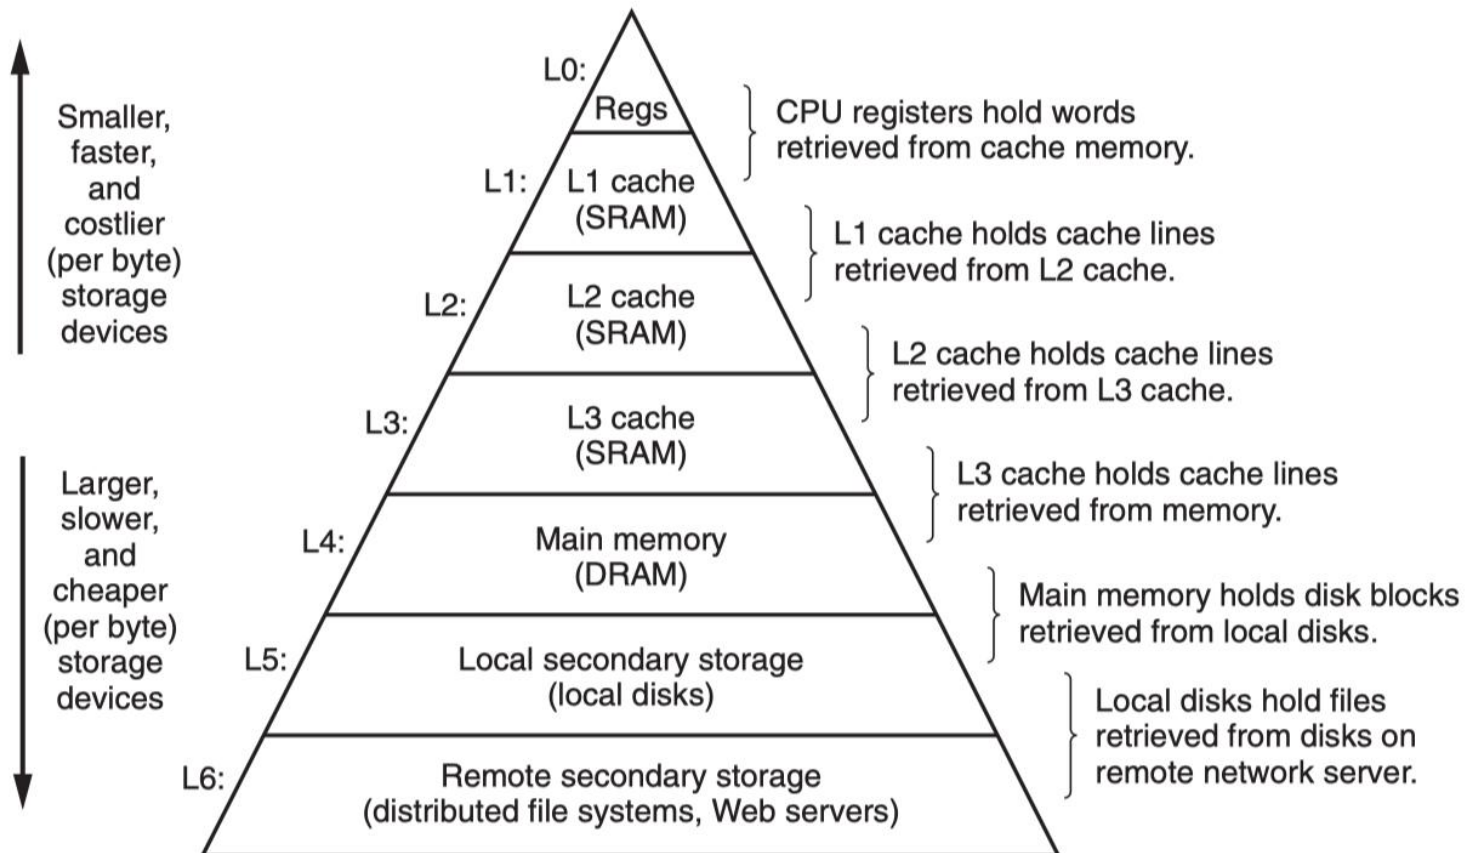 Smaller,
faster,
and
costlier
(per byte)
storage
devices
Larger,
slower,
and
cheaper
(per byte)
storage
devices
L0:
Regs
L1:
L1 cache
(SRAM)
L2:
L2 cache
(SRAM)
L3:
L3 cache
(SRAM)
L4:
Main memory
(DRAM)
L5:
Local secondary storage
(local disks)
L6:
Remote secondary storage
(distributed file systems, Web servers)
CPU registers hold words
retrieved from cache memory.
L1 cache holds cache lines
retrieved from L2 cache.
L2 cache holds cache lines
retrieved from L3 cache.
L3 cache holds cache lines
retrieved from memory.
Main memory holds disk blocks
retrieved from local disks.
Local disks hold files
retrieved from disks on
remote network server.